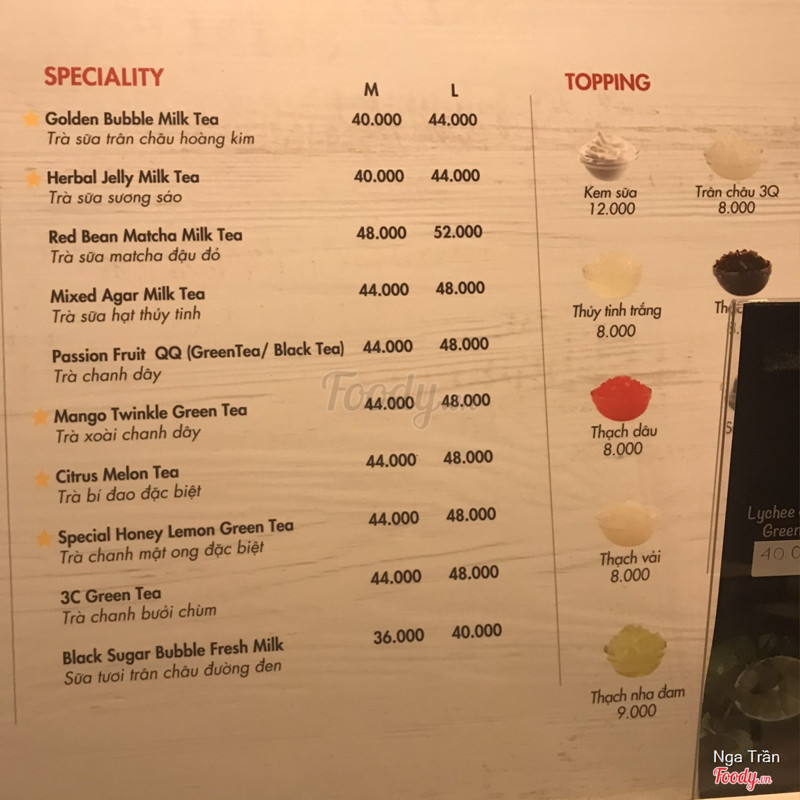 SPECIALITY
M L
Golden Bubble Milk Tea 40.000 44.000
Trà sữa trân châu hoàng kim
Herbal Jelly Milk Tea 40.000 44.000
Trà sữa sương sáo
Red Bean Matcha Milk Tea 48.000 52.000
Trà sữa matcha đậu đỏ
Mixed Agar Milk Tea 44.000 48.000
Trà sữa hạt thủy tinh
Passion Fruit QQ (GreenTea/ Black Tea) 44.000 48.000
Trà chanh dây
Mango Twinkle Green Tea 44.000 48.000
Trà xoài chanh dây
Citrus Melon Tea 44.000 48.000
Trà bí đao đặc biệt
Special Honey Lemon Green Tea 44.000 48.000
Trà chanh mật ong đặc biệt
3C Green Tea 44.000 48.000
Trà chanh bưởi chùm
Black Sugar Bubble Fresh Milk 36.000 40.000
Sữa tươi trân châu đường đen
TOPPING
Kem sữa
12.000
Trân châu 3Q
8.000
Thủy tinh trắng
8.000
Thạch dâu
8.000
Thạch vải
8.000
Thạch nha đam
9.000
Lychee
Green
Foody.vn
Nga Trần
Foody.vn